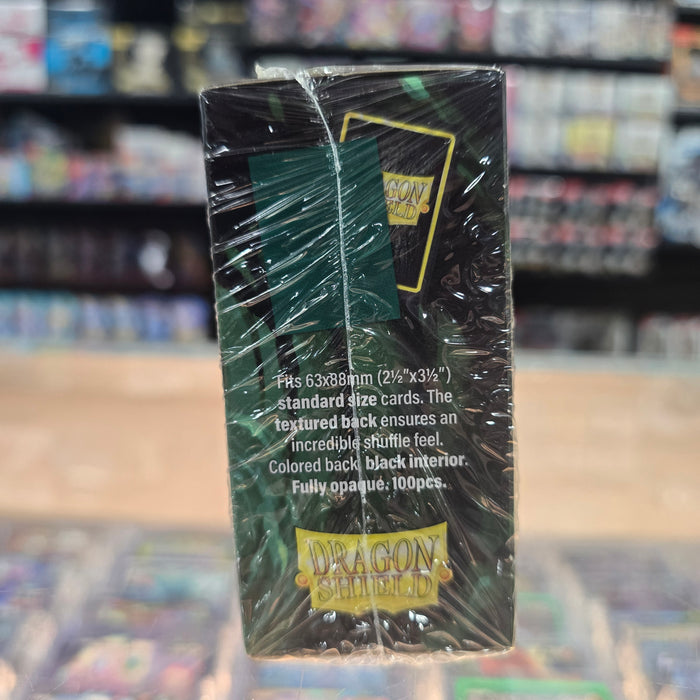 DRAGON
SHIELD
Fits 63x88mm (2½"x3½")
standard size cards. The
textured back ensures an
incredible shuffle feel.
Colored back, black interior.
Fully opaque. 100pcs.
DRAGON
SHIELD